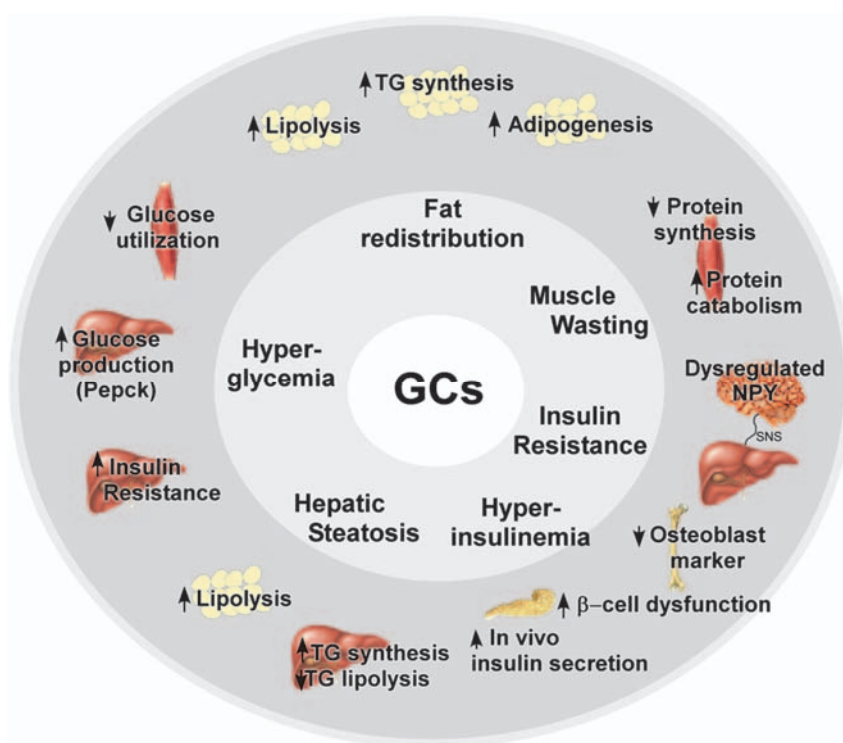 TG synthesis
Lipolysis
Adipogenesis
Glucose
utilization
Fat
redistribution
Protein
synthesis
Protein
catabolism
Muscle
Wasting
Glucose
production
(Pepck)
Hyper-
glycemia
GCs
Dysregulated
NPY
SNS
Insulin
Resistance
Insulin
Resistance
Hepatic
Steatosis
Hyper-
insulinemia
Osteoblast
marker
Lipolysis
β–cell dysfunction
In vivo
insulin secretion
TG synthesis
TG lipolysis